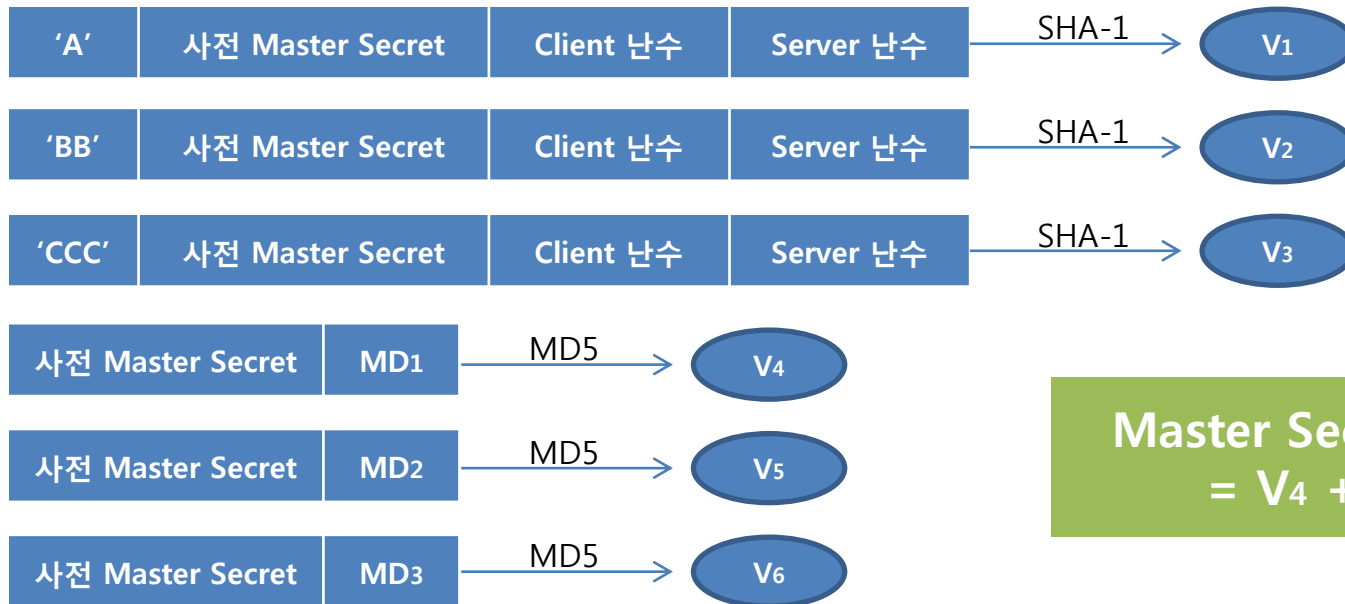 ‘A’ 사전 Master Secret Client 난수 Server 난수 SHA-1 V1
‘BB’ 사전 Master Secret Client 난수 Server 난수 SHA-1 V2
‘CCC’ 사전 Master Secret Client 난수 Server 난수 SHA-1 V3
사전 Master Secret MD1 MD5 V4
사전 Master Secret MD2 MD5 V5
사전 Master Secret MD3 MD5 V6
Master
= V4 +